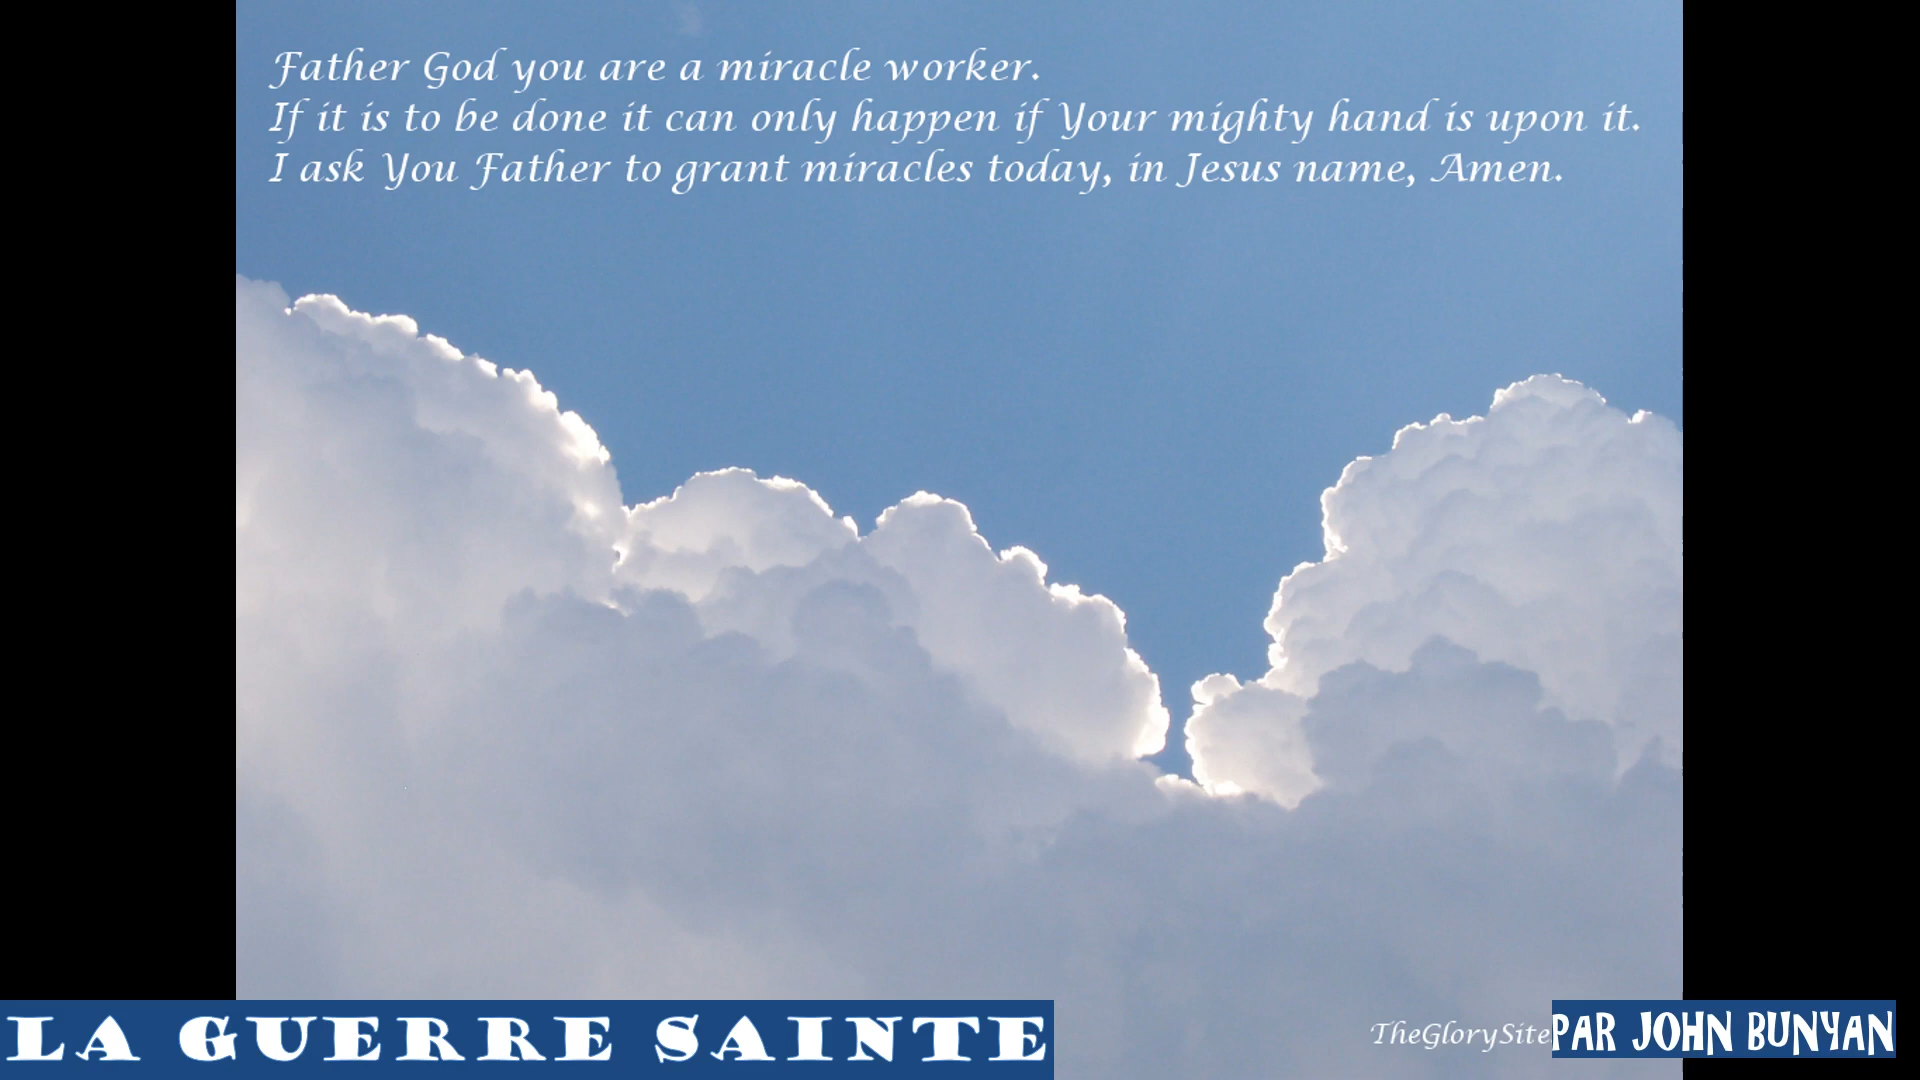 Father God you are a miracle worker.
If it is to be done it can only happen if Your mighty hand is upon it.
I ask You Father to grant miracles today, in Jesus name, Amen.
LA GUERRE SAINTE
TheGlorySite
PAR JOHN BUNYAN